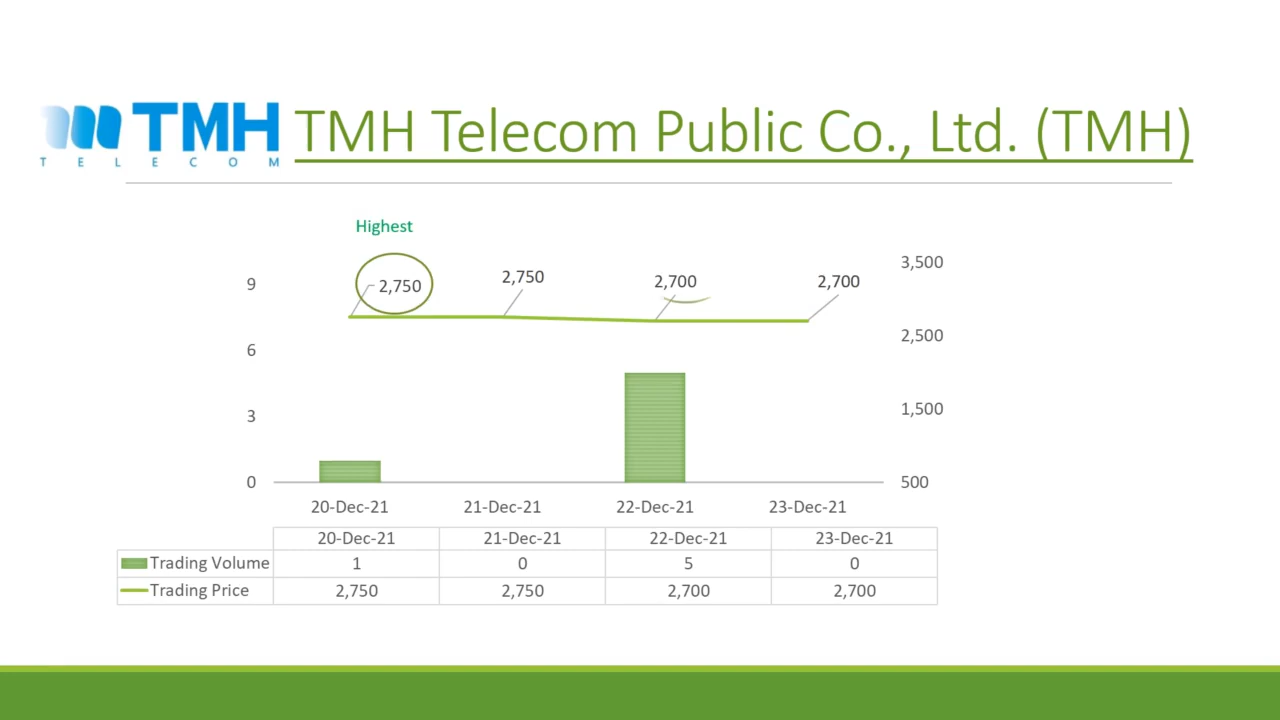 TMH
TELECOM
TMH Telecom Public Co., Ltd. (TMH)
Highest
9
6
3
0
2,750
2,750
2,700
2,700
3,500
2,500
1,500
500
20-Dec-21 21-Dec-21 22-Dec-21 23-Dec-21
20-Dec-21 21-Dec-21 22-Dec-21 23-Dec-21
Trading Volume 1 0 5 0
Trading Price 2,750 2,750 2,700 2,700